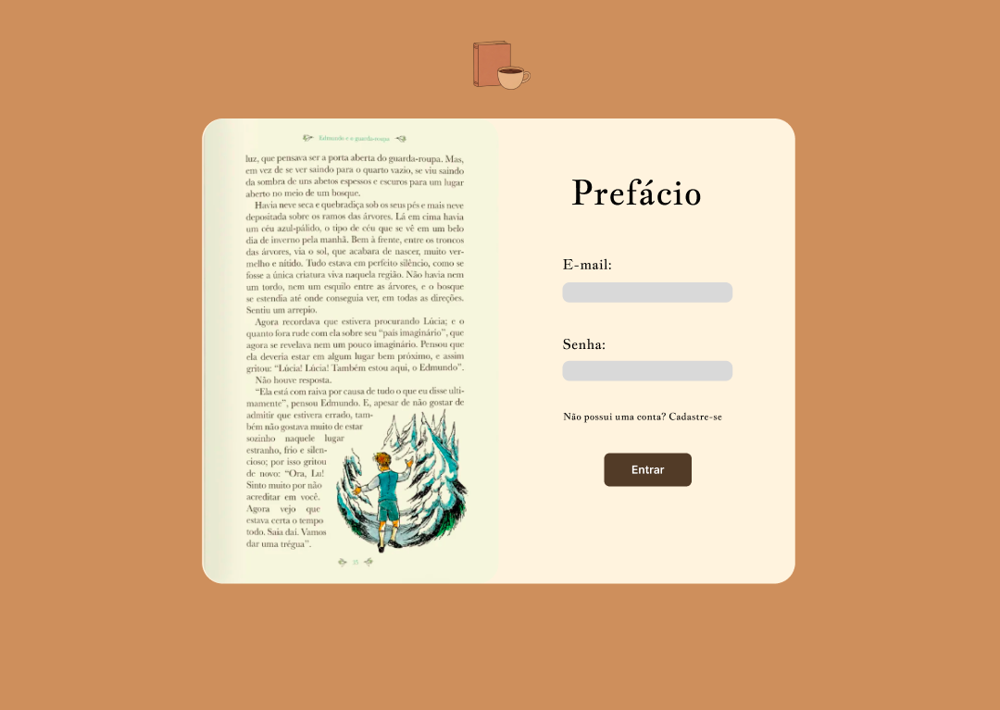 Edmundo e o guarda-roupa
luz, que pensava ser a porta aberta do guarda-roupa. Mas,
em vez de se ver saindo para o quarto vazio, se viu saindo
da sombra de uns abetos espessos e escuros para um lugar
aberto no meio de um bosque.
Havia neve seca e quebradiça sob os seus pés e mais neve
depositada sobre os ramos das árvores. Lá em cima havia
um céu azul-pálido, o tipo de céu que se vê em um belo
dia de inverno pela manhã. Bem à frente, entre os troncos
das árvores, via o sol, que acabara de nascer, muito ver-
melho e nítido. Tudo estava em perfeito silêncio, como se
fosse a única criatura viva naquela região. Não havia nem
um tordo, nem um esquilo entre as árvores, e o bosque
se estendia até onde conseguia ver, em todas as direções.
Sentiu um arrepio.
Agora recordava que estivera procurando Lúcia; e o
quanto fora rude com ela sobre seu “país imaginário”, que
agora se revelava nem um pouco imaginário. Pensou que
ela deveria estar em algum lugar bem próximo, e assim
gritou: “Lúcia! Lúcia! Também estou aqui, o Edmundo”.
Não houve resposta.
“Ela está com raiva por causa de tudo o que eu disse ulti-
mamente”, pensou Edmundo. E, apesar de não gostar de
admitir que estivera errado, tam-
bém não gostava muito de estar
sozinho naquele lugar
estranho, frio e silen-
cioso; por isso gritou
de novo: “Ora, Lu!
Sinto muito por não
acreditar em você.
Agora vejo que
estava certa o tempo
todo. Saia daí. Vamos
dar uma trégua”.
Prefácio
E-mail:
Senha:
Não possui uma conta? Cadastre-se
Entrar